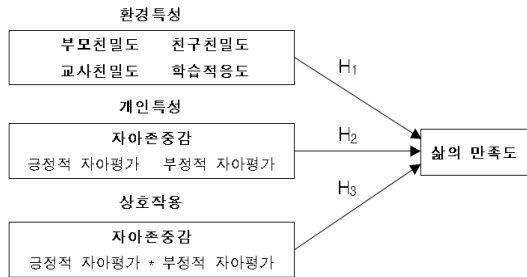 환경특성
부모친밀도 친구친밀도
교사친밀도 학습적응도
H1
개인특성
자아존중감
긍정적 자아평가 부정적 자아평가
H2
삶의 만족도
상호작용
H3
자아존중감
긍정적 자아평가 * 부정적 자아평가